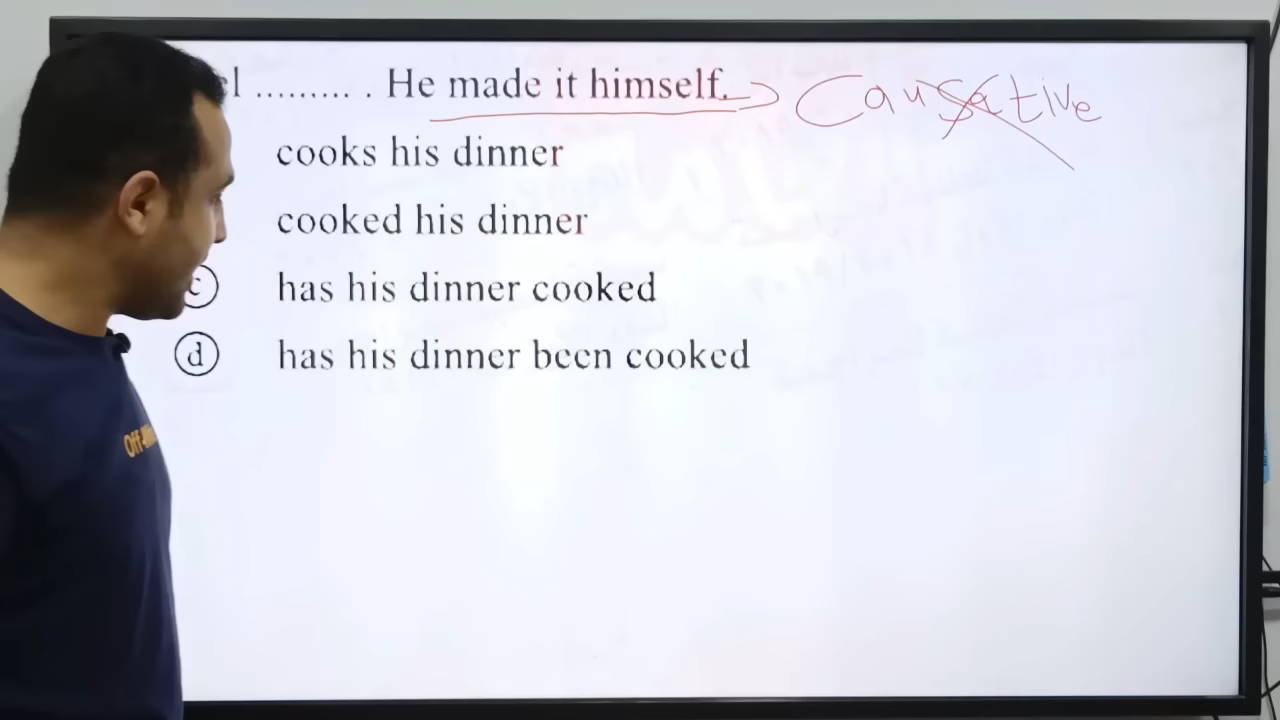 l ......... . He made it himself. Causative
cooks his dinner
cooked his dinner
c has his dinner cooked
d has his dinner been cooked
Off